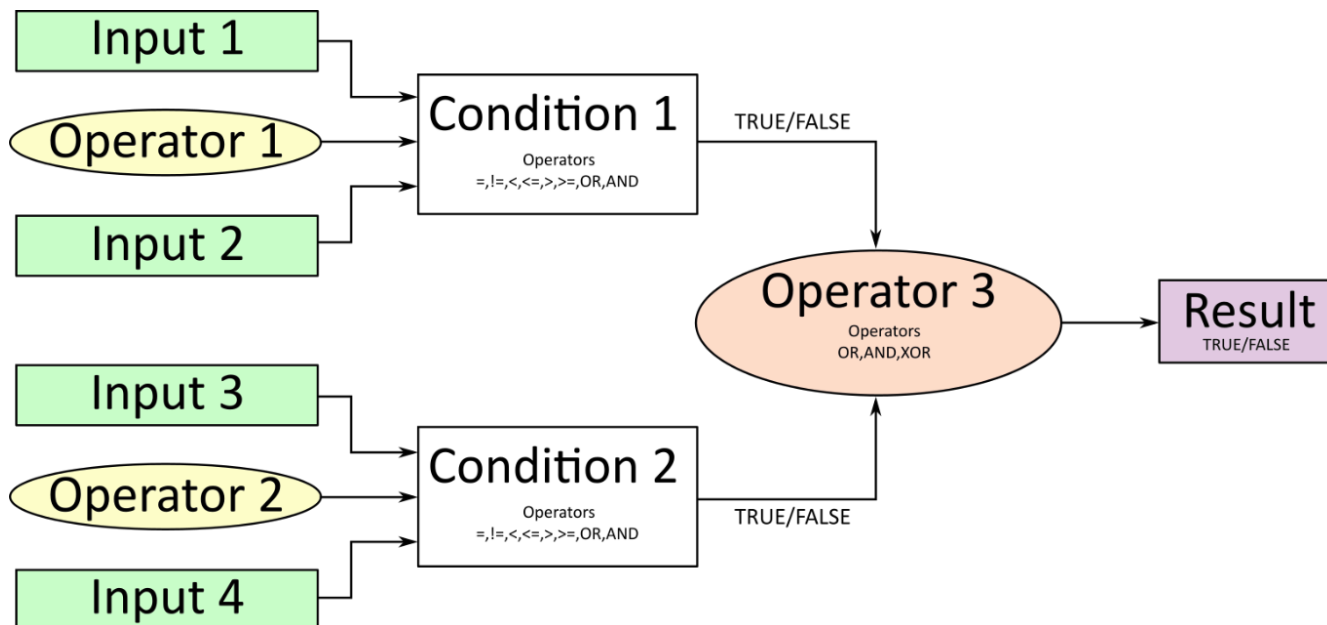 Input 1
Operator 1
Input 2
Condition 1
Operators
=,!=,<,<=,>,>=,OR,AND
TRUE/FALSE
Operator 3
Operators
OR,AND,XOR
Result
TRUE/FALSE
Input 3
Operator 2
Input 4
Condition 2
Operators
=,!=,<,<=,>,>=,OR,AND
TRUE/FALSE